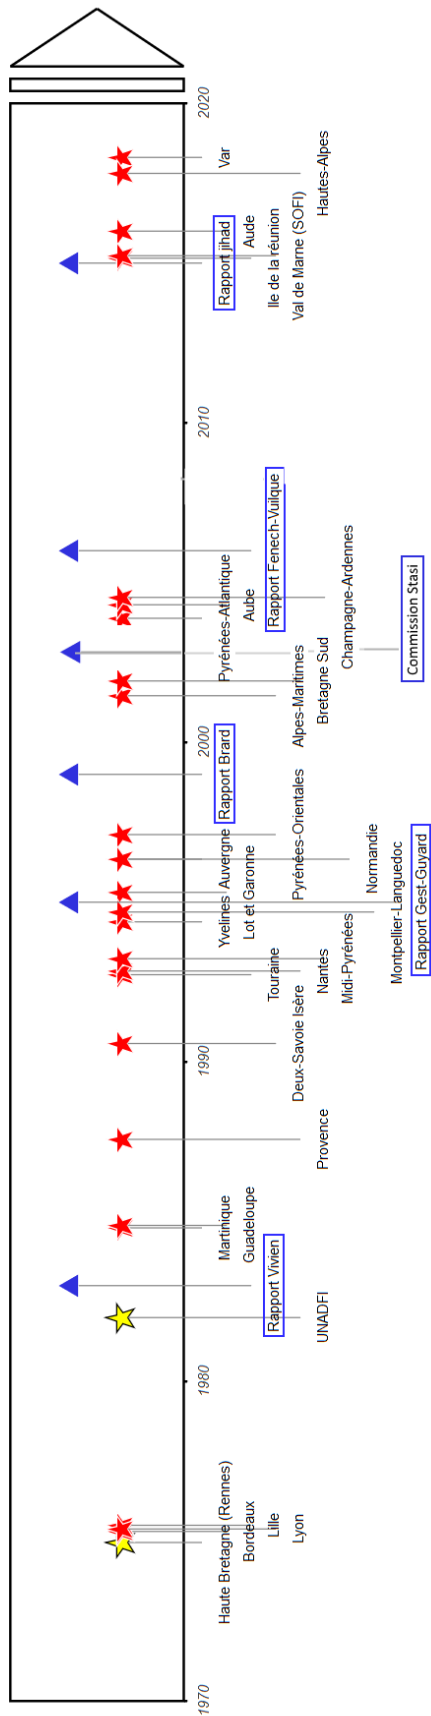 1970
1980
1990
2000
2010
2020
Haute Bretagne (Rennes)
Bordeaux
Lille
Lyon
UNADFI
Rapport Vivien
Martinique
Guadeloupe
Provence
Deux-Savoie Isère
Touraine
Nantes
Midi-Pyrénées
Yvelines Auvergne
Lot et Garonne
Montpellier-Languedoc
Rapport Gest-Guyard
Normandie
Pyrénées-Orientales
Rapport Brard
Alpes-Maritimes
Bretagne Sud
Commission Stasi
Pyrénées-Atlantique
Aube
Champagne-Ardennes
Rapport Fenech-Vuilque
Rapport jihad
Aude
Ile de la réunion
Val de Marne (SOFI)
Hautes-Alpes
Var